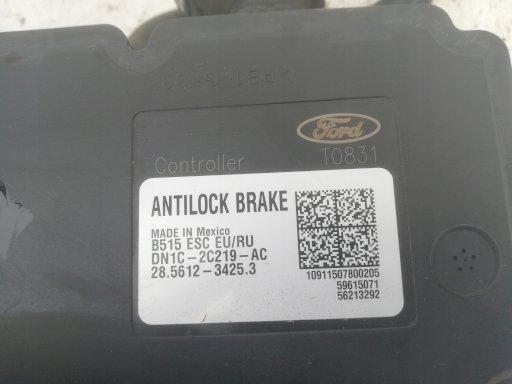 Ford
Controller T0831
ANTILOCK BRAKE
MADE IN Mexico
B515 ESC EU/RU
DN1C-2C219-AC
28.5612-3425.3
10911507800205
59615071
56213292